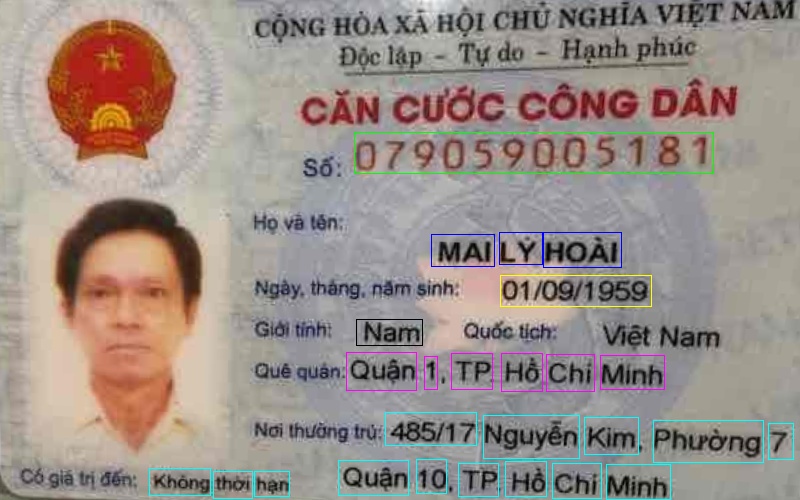 CỘNG HÒA XÃ HỘI CHỦ NGHĨA VIỆT NAM
Độc lập - Tự do - Hạnh phúc
CĂN CƯỚC CÔNG DÂN
Số: 079059005181
Họ và tên:
MAI LÝ HOÀI
Ngày, tháng, năm sinh: 01/09/1959
Giới tính: Nam Quốc tịch: Việt Nam
Quê quán: Quận 1, TP. Hồ Chí Minh
Nơi thường trú: 485/17 Nguyễn Kim, Phường 7
Quận 10, TP. Hồ Chí Minh
Có giá trị đến: Không thời hạn